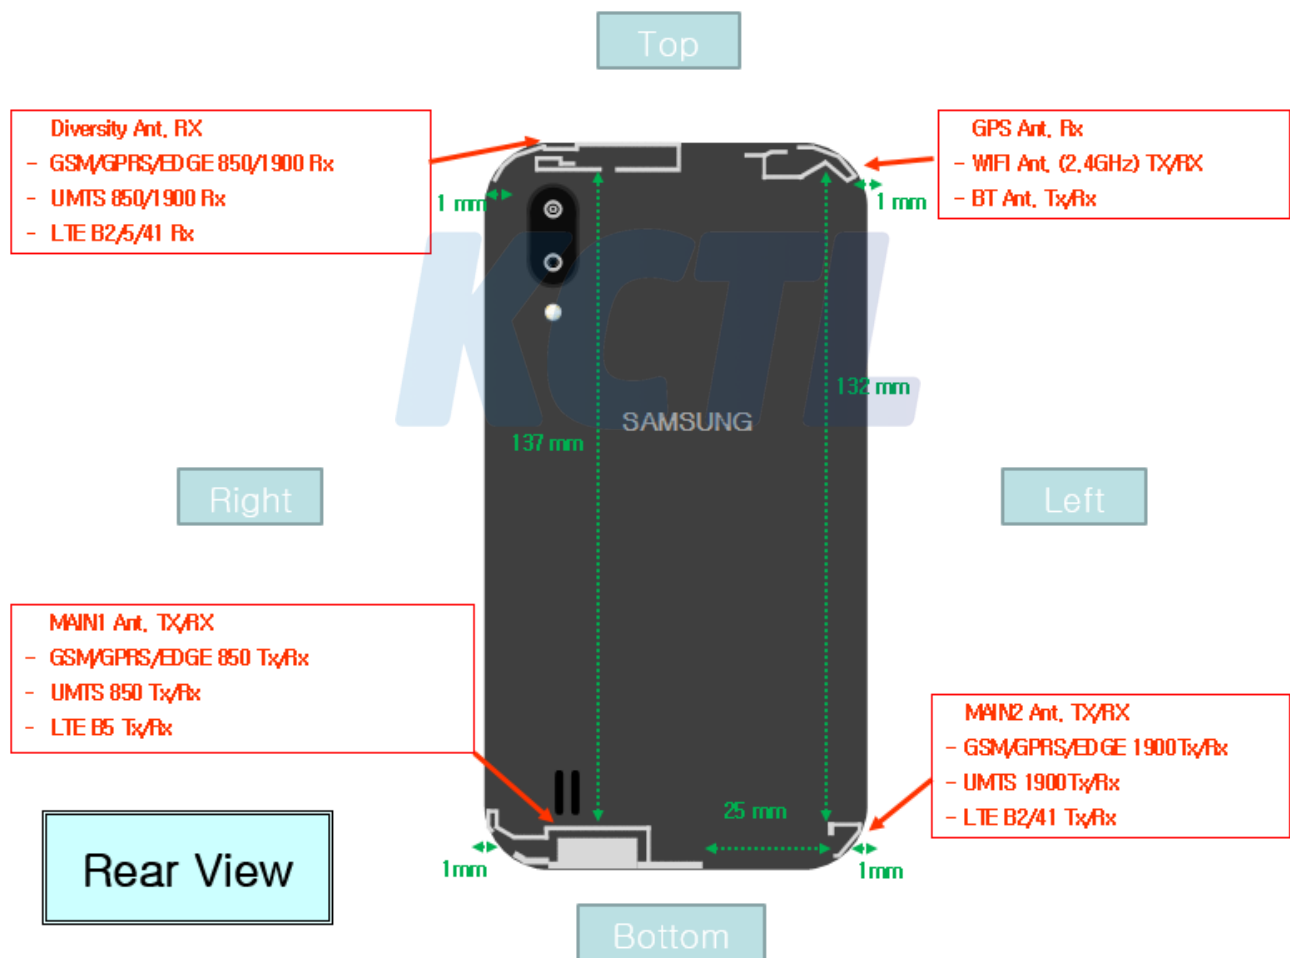 Top
Diversity Ant, RX
- GSM/GPRS/EDGE 850/1900 Rx
- UMTS 850/1900 Rx
- LTE B2/5/41 Rx
GPS Ant, Rx
- WIFI Ant, (2,4GHz) TX/RX
- BT Ant, Tx/Rx
1 mm
1 mm
KCTL
132 mm
SAMSUNG
137 mm
Right
Left
MAIN1 Ant, TX/RX
- GSM/GPRS/EDGE 850 Tx/Rx
- UMTS 850 Tx/Rx
- LTE B5 Tx/Rx
MAIN2 Ant, TX/RX
- GSM/GPRS/EDGE 1900Tx/Rx
- UMTS 1900Tx/Rx
- LTE B2/41 Tx/Rx
25 mm
1mm
1mm
Rear View
Bottom